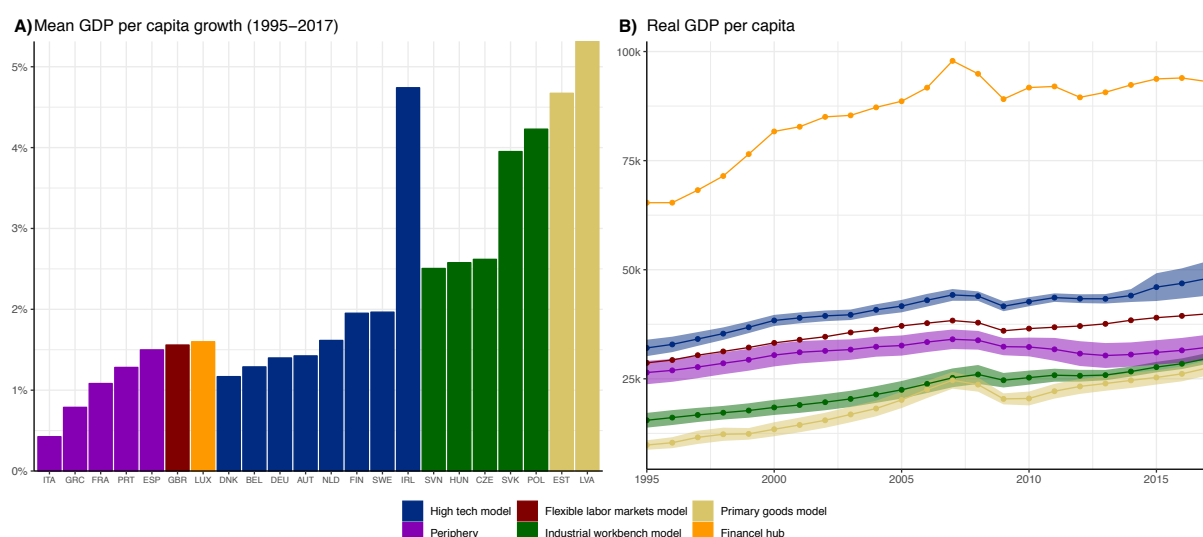 A) Mean GDP per capita growth (1995–2017)
5%
4%
3%
2%
1%
0%
ITA GRC FRA PRT ESP GBR LUX DNK BEL DEU AUT NLD FIN SWE IRL SVN HUN CZE SVK POL EST LVA
B) Real GDP per capita
100k
75k
50k
25k
1995 2000 2005 2010 2015
High tech model Flexible labor markets model Primary goods model
Periphery Industrial workbench model Financel hub